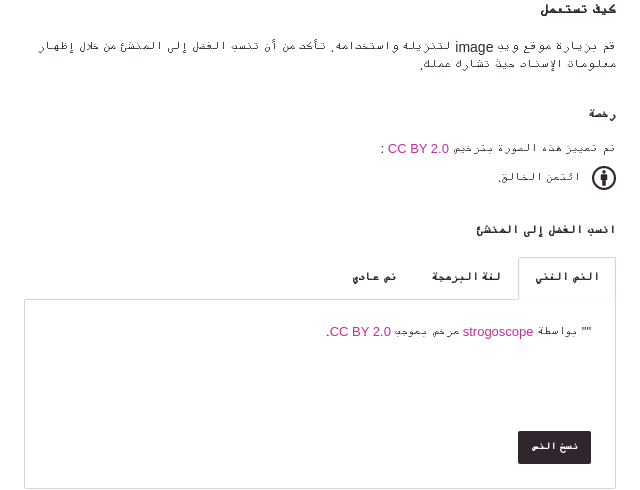 كيف تستعمل
قم بزيارة موقع ويب image لتنزيله واستخدامه. تأكد من أن تنسب الفضل إلى المنشئ من خلال إظهار
معلومات الإسناد حيث تشارك عملك.
رخصة
تم تمييز هذه الصورة بترخيص CC BY 2.0 :
ائتمن الخالق.
انسب الفضل إلى المنشئ
النص الغني
لغة البرمجة
نص عادي
"" بواسطة strogoscope مرخص بموجب CC BY 2.0.
نسخ النص